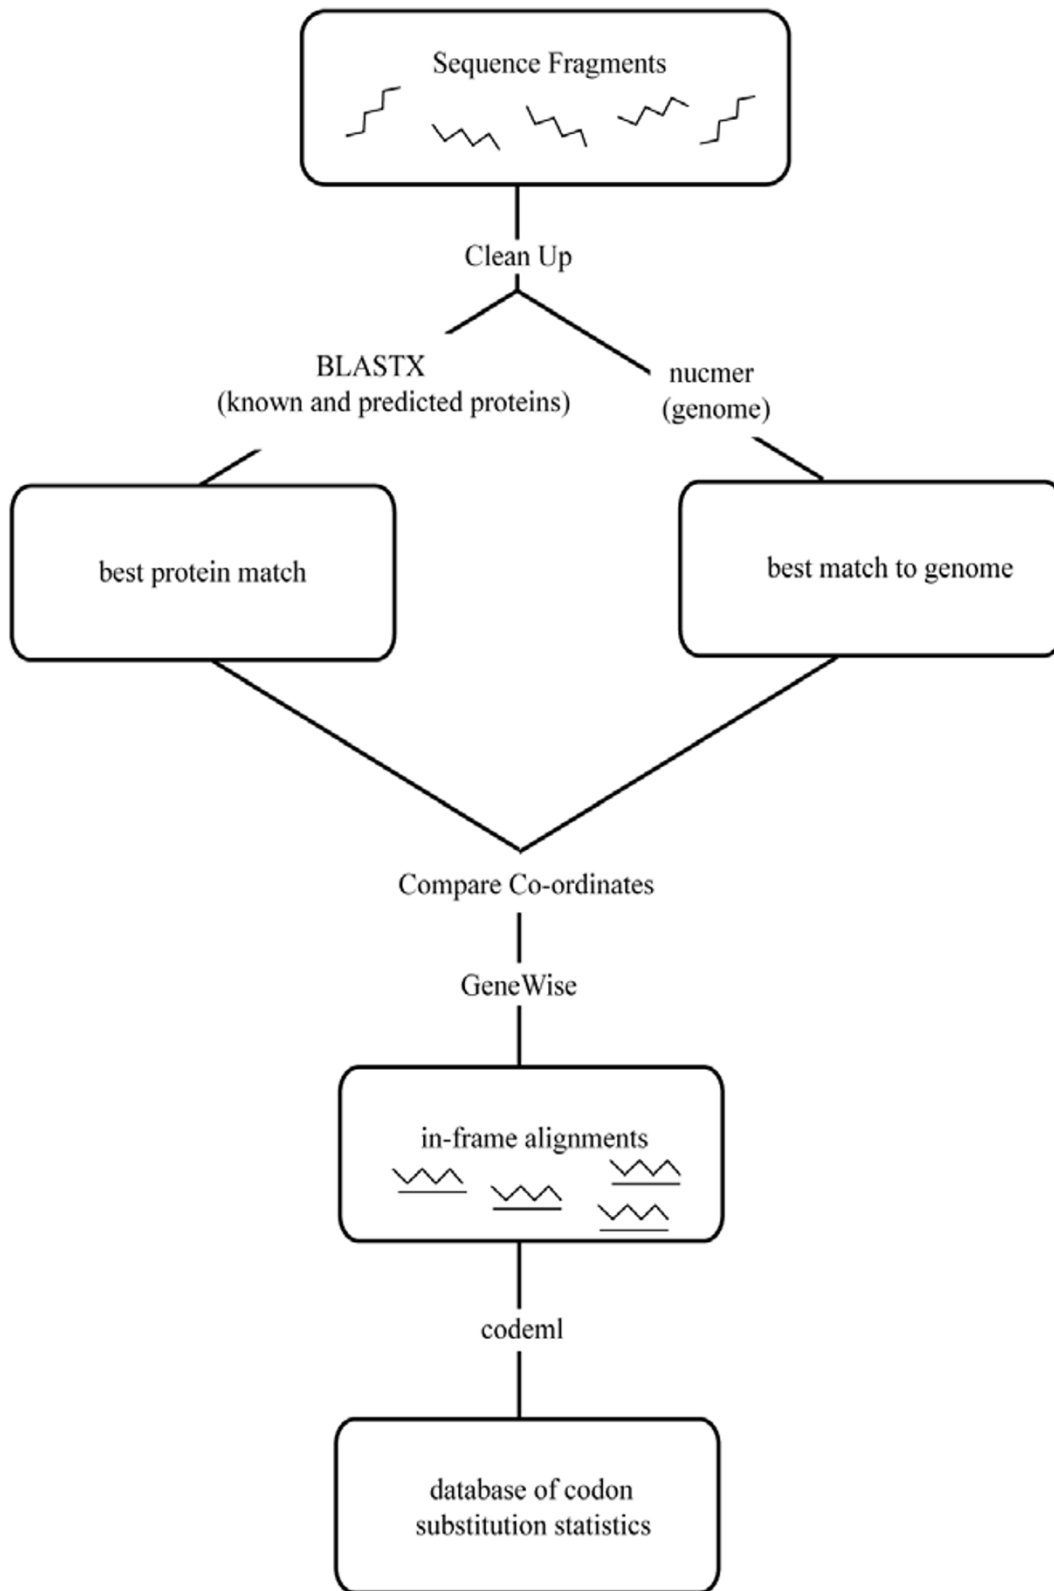 Sequence Fragments
Clean Up
BLASTX
(known and predicted proteins)
nucmer
(genome)
best protein match
best match to genome
Compare Co-ordinates
GeneWise
in-frame alignments
codeml
database of codon
substitution statistics